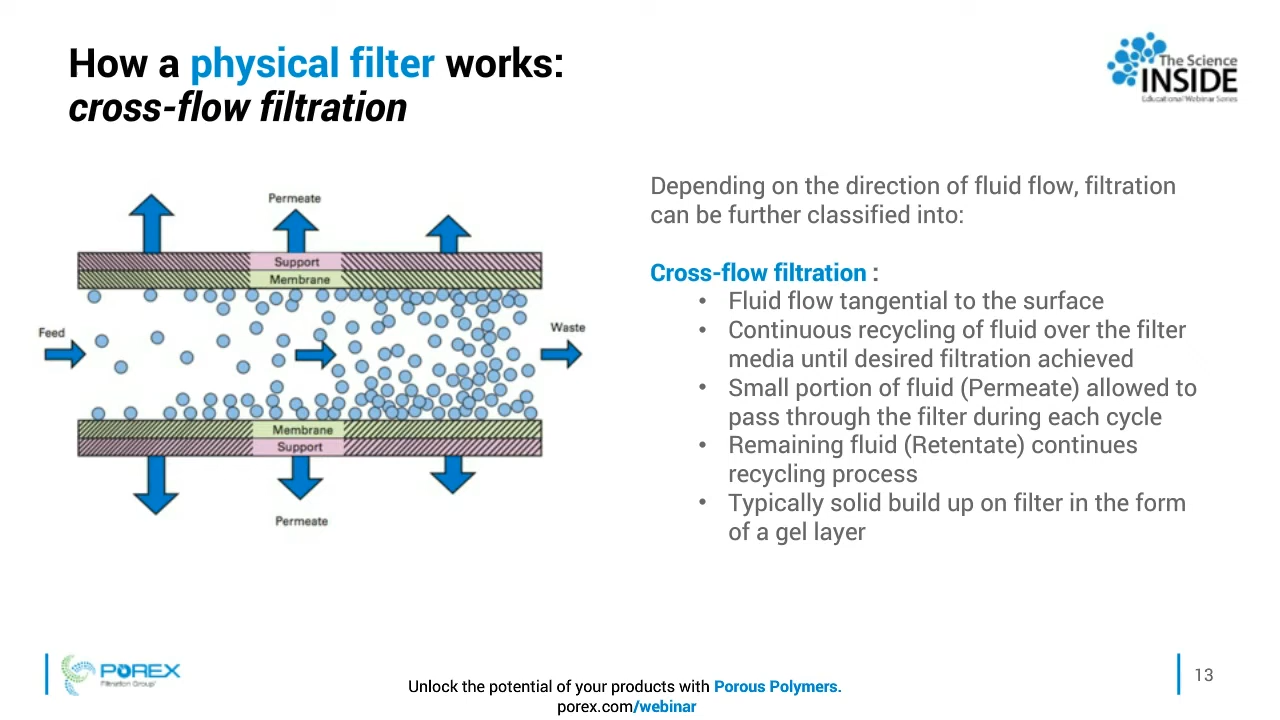 How a physical filter works:
cross-flow filtration
The Science
INSIDE
Educational Webinar Series
Permeate
Support
Membrane
Feed
Waste
Membrane
Support
Permeate
Depending on the direction of fluid flow, filtration
can be further classified into:
Cross-flow filtration :
• Fluid flow tangential to the surface
• Continuous recycling of fluid over the filter
media until desired filtration achieved
• Small portion of fluid (Permeate) allowed to
pass through the filter during each cycle
• Remaining fluid (Retentate) continues
recycling process
• Typically solid build up on filter in the form
of a gel layer
POREX
Filtration Group
Unlock the potential of your products with Porous Polymers.
porex.com/webinar
13